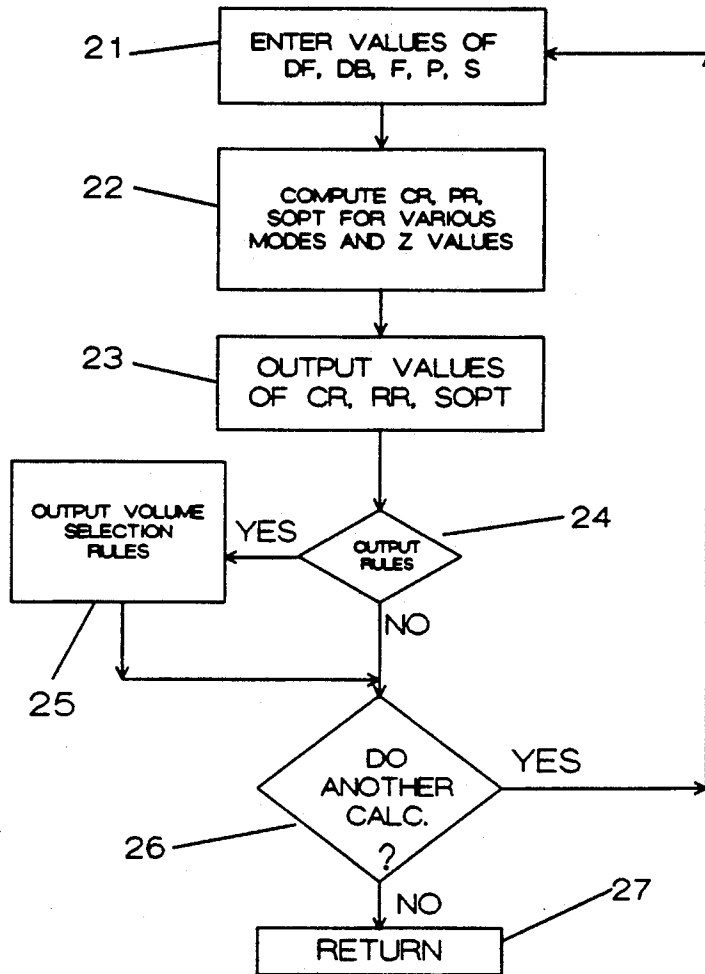 21
ENTER VALUES OF
DF, DB, F, P, S
22
COMPUTE CR, PR,
SOPT FOR VARIOUS
MODES AND Z VALUES
23
OUTPUT VALUES
OF CR, RR, SOPT
24
OUTPUT
RULES
YES
OUTPUT VOLUME
SELECTION
RULES
25
NO
DO
ANOTHER
CALC.
?
26
YES
NO
27
RETURN